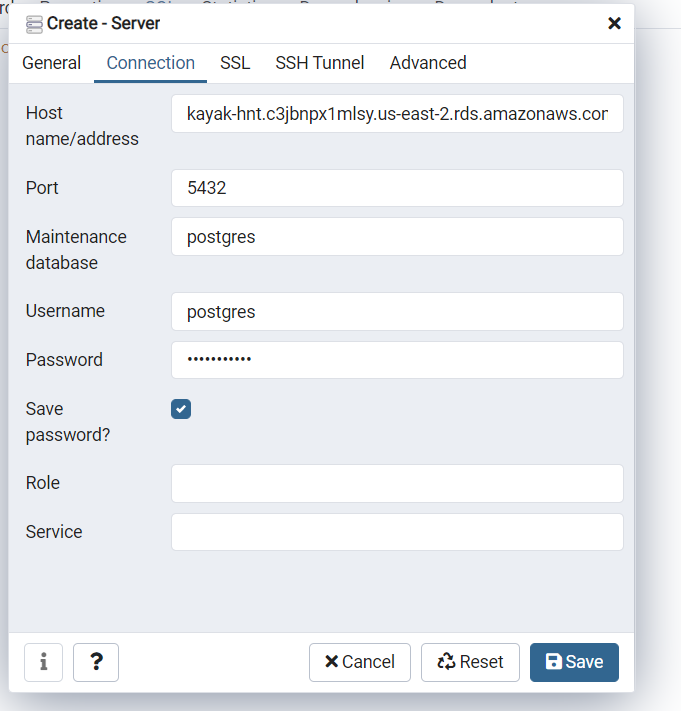 Create - Server
General Connection SSL SSH Tunnel Advanced
Host
name/address
kayak-hnt.c3jbnpx1mlsy.us-east-2.rds.amazonaws.cor
Port
5432
Maintenance
database
postgres
Username
postgres
Password
•••••••••••
Save
password?
Role
Service
i ? Cancel Reset Save